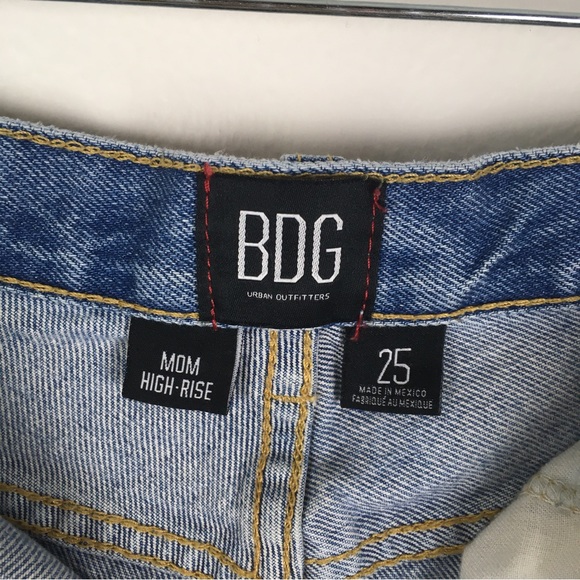 BDG
URBAN OUTFITTERS
MOM
HIGH-RISE
25
MADE IN MEXICO
FABRIQUÉ AU MEXIQUE